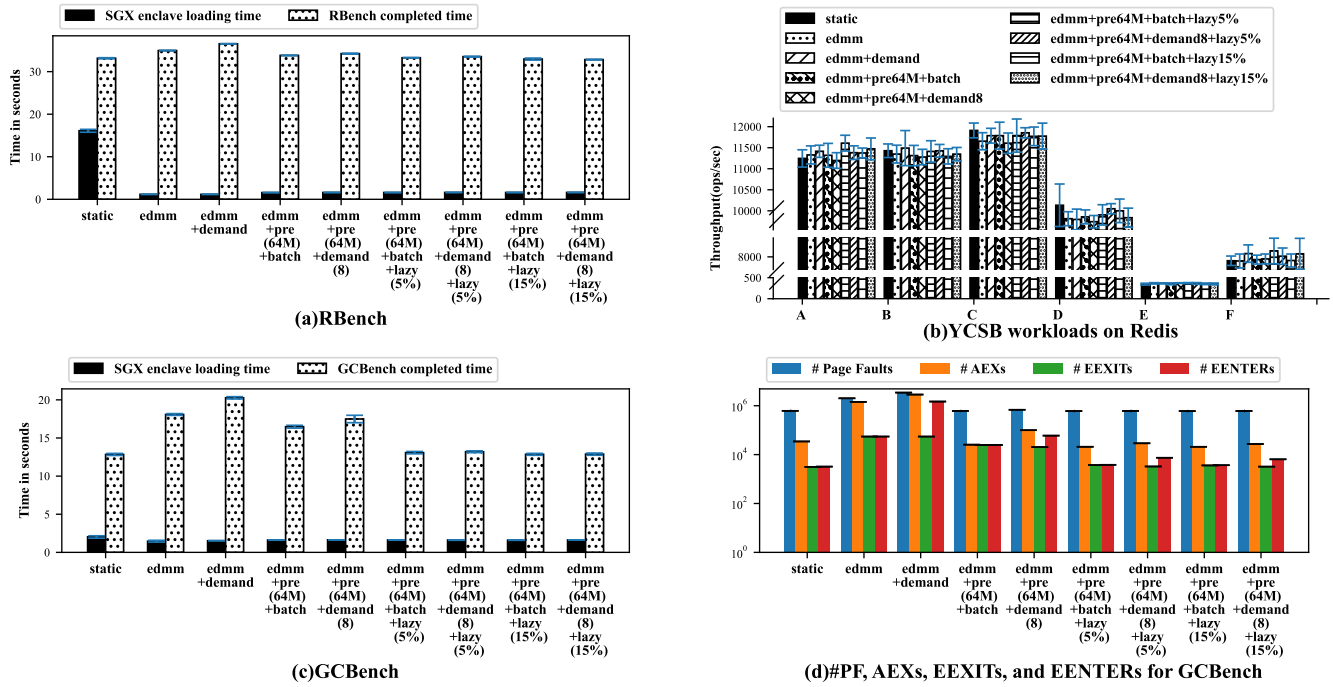 SGX enclave loading time
RBench completed time
Time in seconds
30
20
10
0
static
edmm
edmm
+demand
edmm
+pre
(64M)
+batch
edmm
+pre
(64M)
+demand
(8)
edmm
+pre
(64M)
+batch
+lazy
(5%)
edmm
+pre
(64M)
+demand
(8)
+lazy
(5%)
edmm
+pre
(64M)
+batch
+lazy
(15%)
edmm
+pre
(64M)
+demand
(8)
+lazy
(15%)
(a)RBench
static
edmm
edmm+demand
edmm+pre64M+batch
edmm+pre64M+demand8
edmm+pre64M+batch+lazy5%
edmm+pre64M+demand8+lazy5%
edmm+pre64M+batch+lazy15%
edmm+pre64M+demand8+lazy15%
Throughput(ops/sec)
12000
11500
11000
10500
10000
8000
500
0
A
B
C
D
E
F
(b)YCSB workloads on Redis
SGX enclave loading time
GCBench completed time
Time in seconds
20
15
10
5
0
static
edmm
edmm
+demand
edmm
+pre
(64M)
+batch
edmm
+pre
(64M)
+demand
(8)
edmm
+pre
(64M)
+batch
+lazy
(5%)
edmm
+pre
(64M)
+demand
(8)
+lazy
(5%)
edmm
+pre
(64M)
+batch
+lazy
(15%)
edmm
+pre
(64M)
+demand
(8)
+lazy
(15%)
(c)GCBench
# Page Faults
# AEXs
# EEXITs
# EENTERs
10^6
10^4
10^2
10^0
static
edmm
edmm
+demand
edmm
+pre
(64M)
+batch
edmm
+pre
(64M)
+demand
(8)
edmm
+pre
(64M)
+batch
+lazy
(5%)
edmm
+pre
(64M)
+demand
(8)
+lazy
(5%)
edmm
+pre
(64M)
+batch
+lazy
(15%)
edmm
+pre
(64M)
+demand
(8)
+lazy
(15%)
(d)#PF, AEXs, EEXITs, and EENTERs for GCBench